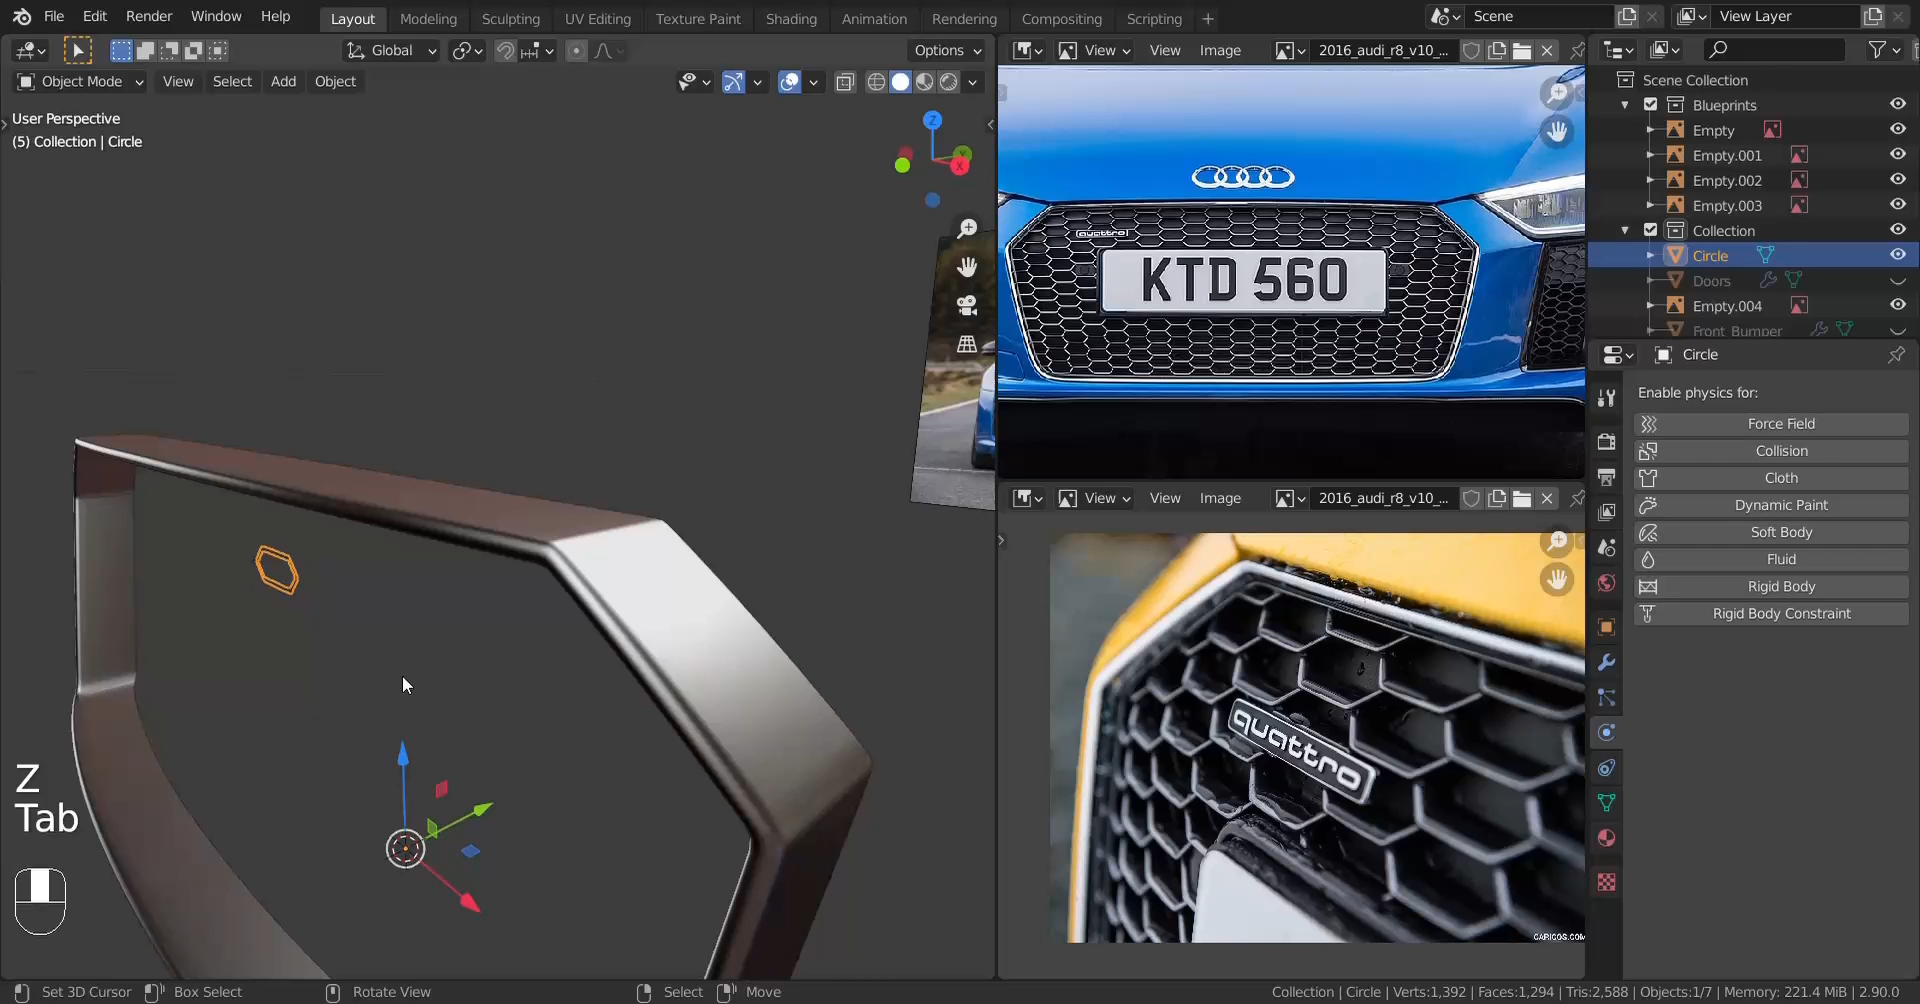 File Edit Render Window Help
Layout Modeling Sculpting UV Editing Texture Paint Shading Animation Rendering Compositing Scripting +
Scene
View Layer
Global
Options
View View Image 2016_audi_r8_v10_...
Object Mode View Select Add Object
User Perspective
(5) Collection | Circle
Z
X
quattro
KTD 560
Scene Collection
Blueprints
Empty
Empty.001
Empty.002
Empty.003
Collection
Circle
Doors
Empty.004
Front Bumper
Circle
Enable physics for:
Force Field
Collision
Cloth
Dynamic Paint
Soft Body
Fluid
Rigid Body
Rigid Body Constraint
View View Image 2016_audi_r8_v10_...
quattro
CARICOS.COM
Z
Tab
Set 3D Cursor Box Select Rotate View Select Move
Collection | Circle | Verts:1,392 | Faces:1,294 | Tris:2,588 | Objects:1/7 | Memory: 221.4 MiB | 2.90.0